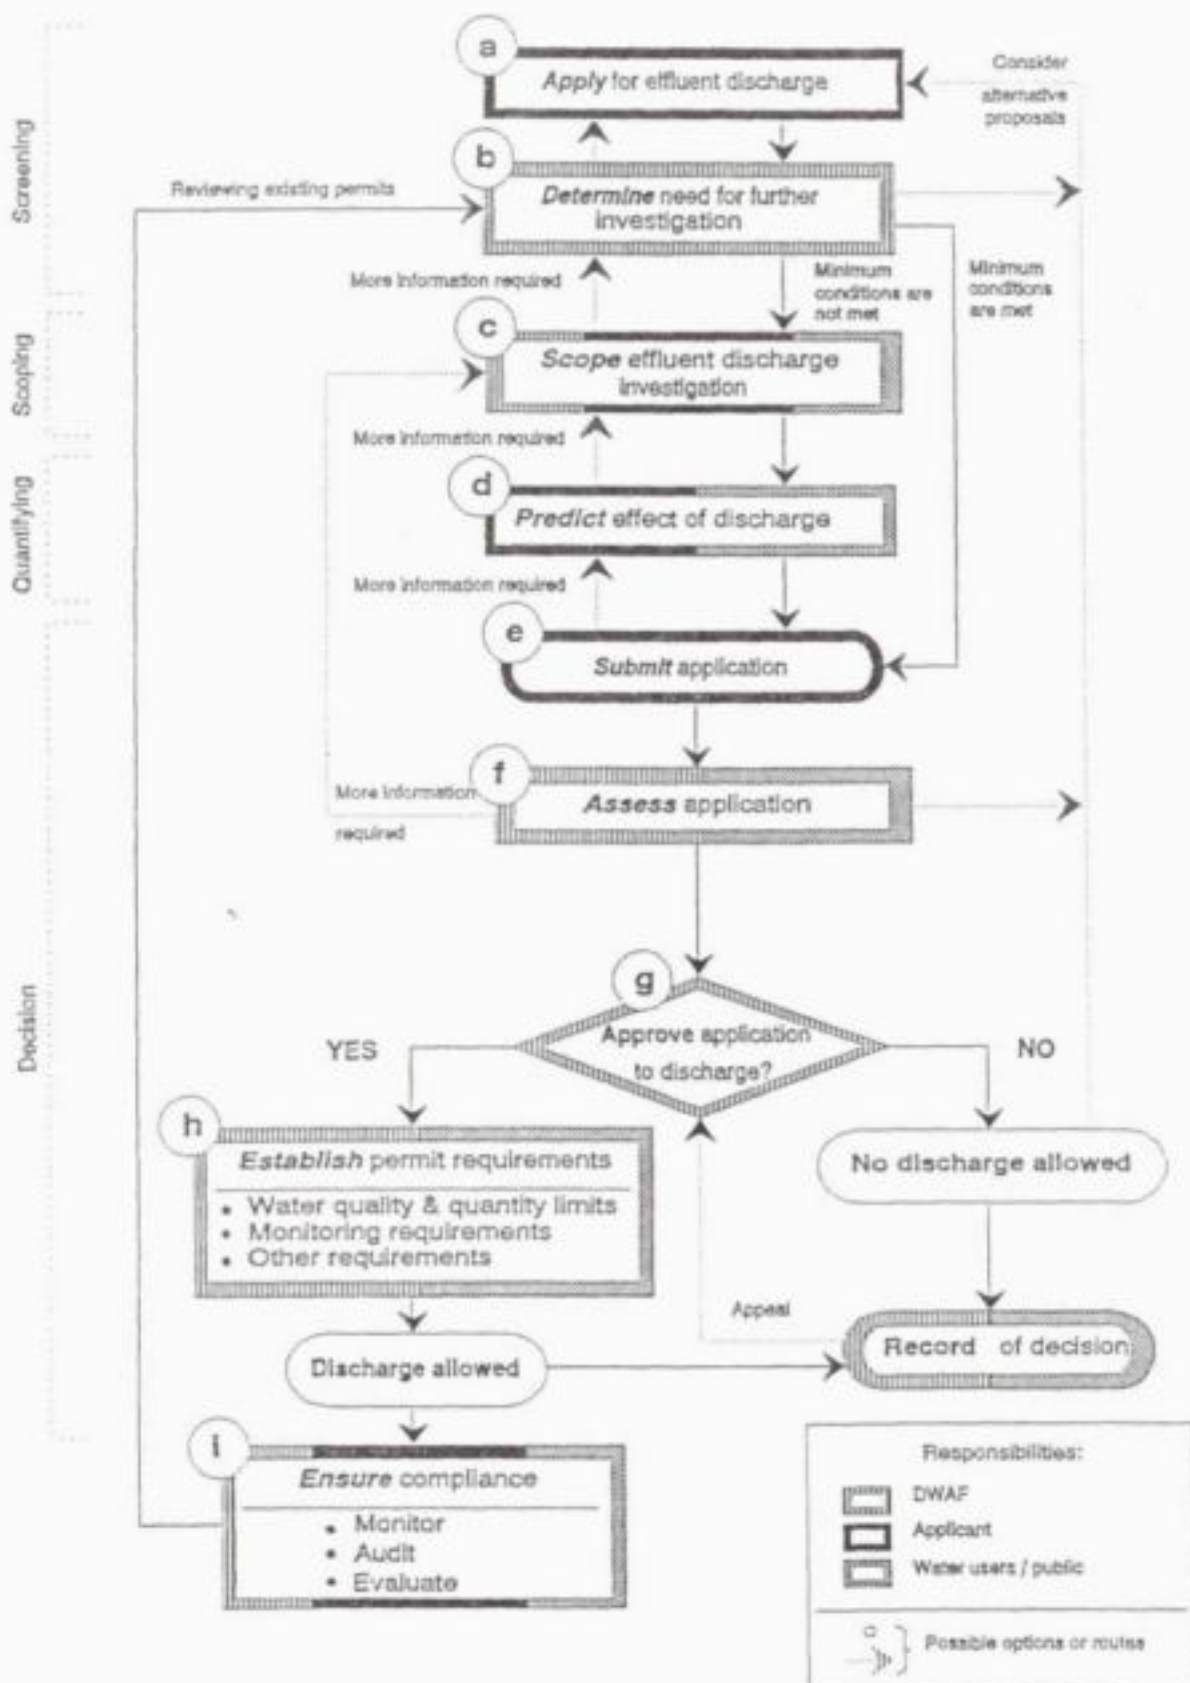 Screening
Scoping
Quantifying
Decision
a
Apply for effluent discharge
Consider
alternative
proposals
b
Determine need for further
investigation
Reviewing existing permits
More information required
Minimum
conditions are
not met
Minimum
conditions
are met
c
Scope effluent discharge
investigation
More information required
d
Predict effect of discharge
More information required
e
Submit application
f
Assess application
More information
required
g
Approve application
to discharge?
YES
NO
h
Establish permit requirements
• Water quality & quantity limits
• Monitoring requirements
• Other requirements
No discharge allowed
Appeal
Record of decision
Discharge allowed
i
Ensure compliance
• Monitor
• Audit
• Evaluate
Responsibilities:
DWAF
Applicant
Water users / public
Possible options or routes